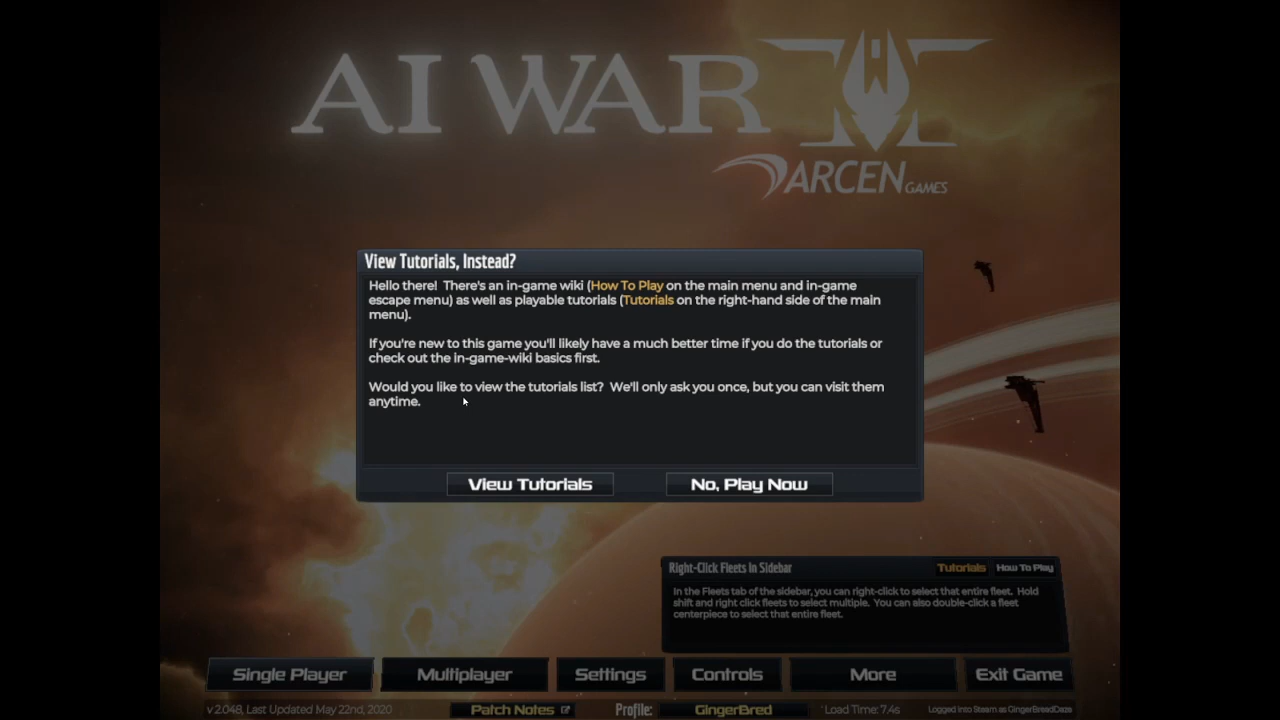 AI WAR II
ARCEN GAMES
View Tutorials, Instead?
Hello there!  There's an in-game wiki (How To Play on the main menu and in-game
escape menu) as well as playable tutorials (Tutorials on the right-hand side of the main
menu).
If you're new to this game you'll likely have a much better time if you do the tutorials or
check out the in-game-wiki basics first.
Would you like to view the tutorials list?  We'll only ask you once, but you can visit them
anytime.
View Tutorials No, Play Now
Right-Click Fleets In Sidebar Tutorials How To Play
In the Fleets tab of the sidebar, you can right-click to select that entire fleet.  Hold
shift and right click fleets to select multiple.  You can also double-click a fleet
centerpiece to select that entire fleet.
Single Player Multiplayer Settings Controls More Exit Game
v 2.048, Last Updated May 22nd, 2020 Patch Notes Profile: GingerBred Load Time: 7.4s Logged into Steam as GingerBredDaze